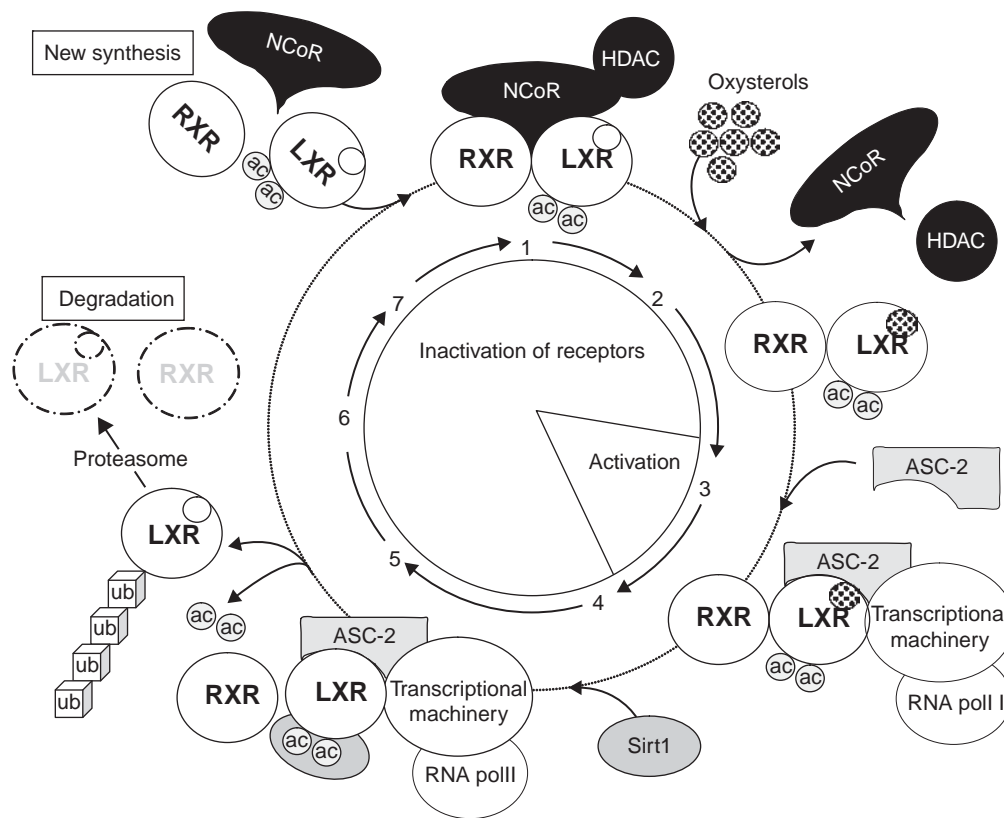 New synthesis
NCoR
RXR
LXR
ac
ac
HDAC
NCoR
RXR
LXR
ac
ac
Oxysterols
NCoR
HDAC
RXR
LXR
ac
ac
1
2
3
4
5
6
7
Inactivation of receptors
Activation
ASC-2
ASC-2
RXR
LXR
Transcriptional
machinery
ac
ac
RNA polI I
Sirt1
ASC-2
RXR
LXR
Transcriptional
machinery
ac
ac
RNA polII
ac
ac
LXR
ub
ub
ub
ub
Proteasome
Degradation
LXR
RXR